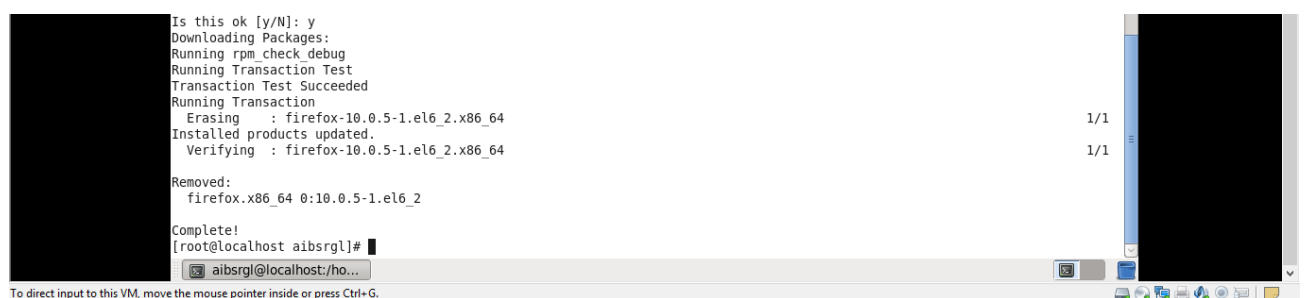 Is this ok [y/N]: y
Downloading Packages:
Running rpm_check_debug
Running Transaction Test
Transaction Test Succeeded
Running Transaction
  Erasing    : firefox-10.0.5-1.el6_2.x86_64 1/1
Installed products updated.
  Verifying  : firefox-10.0.5-1.el6_2.x86_64 1/1
Removed:
  firefox.x86_64 0:10.0.5-1.el6_2
Complete!
[root@localhost aibsrgl]#
aibsrgl@localhost:/ho...
To direct input to this VM, move the mouse pointer inside or press Ctrl+G.